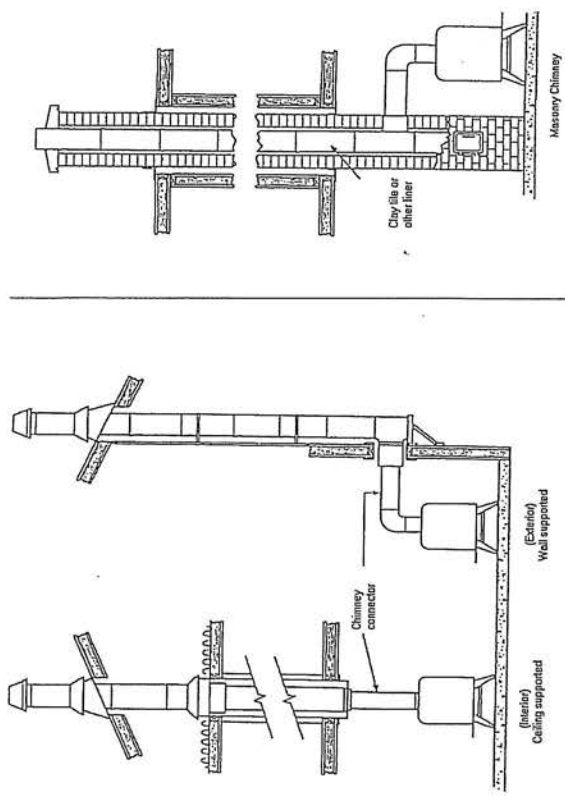 Clay tile or
other liner
Masonry Chimney
Chimney
connector
(Interior)
Ceiling supported
(Exterior)
Wall supported